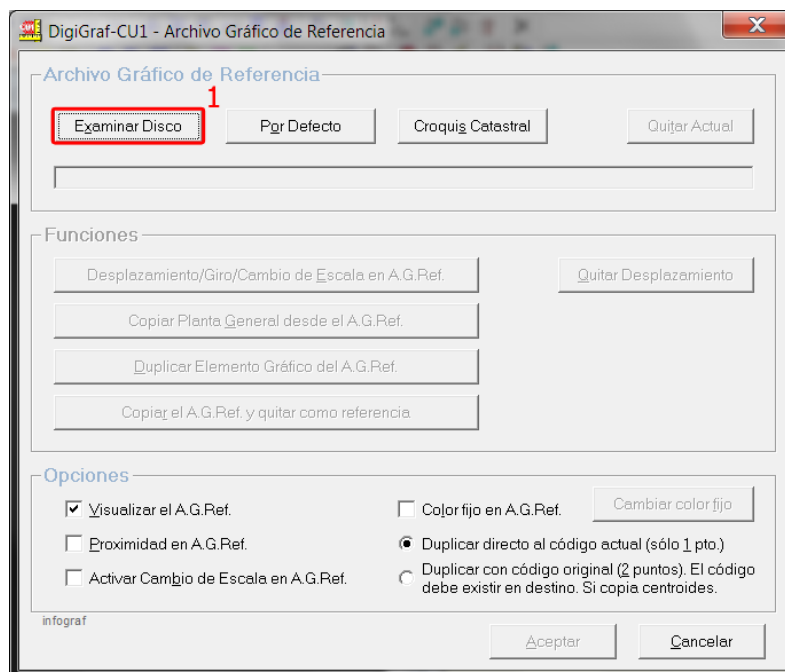 DigiGraf-CU1 - Archivo Gráfico de Referencia
Archivo Gráfico de Referencia
1
Examinar Disco Por Defecto Croquis Catastral Quitar Actual
Funciones
Desplazamiento/Giro/Cambio de Escala en A.G.Ref. Quitar Desplazamiento
Copiar Planta General desde el A.G.Ref.
Duplicar Elemento Gráfico del A.G.Ref.
Copiar el A.G.Ref. y quitar como referencia
Opciones
Visualizar el A.G.Ref. Color fijo en A.G.Ref. Cambiar color fijo
Proximidad en A.G.Ref. Duplicar directo al código actual (sólo 1 pto.)
Activar Cambio de Escala en A.G.Ref. Duplicar con código original (2 puntos). El código
debe existir en destino. Si copia centroides.
infograf
Aceptar Cancelar